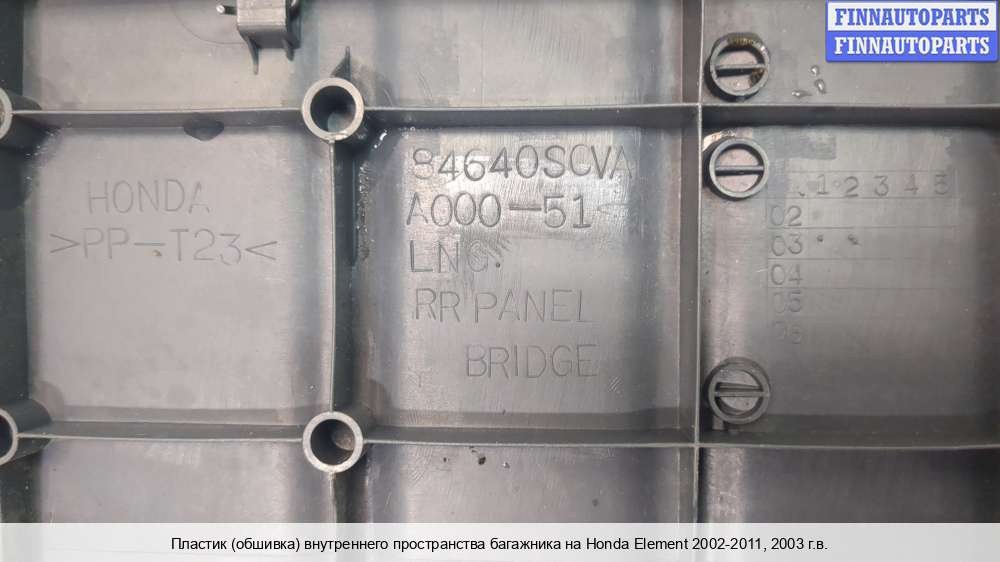 FINNAUTOPARTS
FINNAUTOPARTS
HONDA
>PP-T23<
84640SCVA
A000-51
LNG.
RR PANEL
BRIDGE
1 2 3 4 5
02
03
04
05
06
Пластик (обшивка) внутреннего пространства багажника на Honda Element 2002-2011, 2003 г.в.